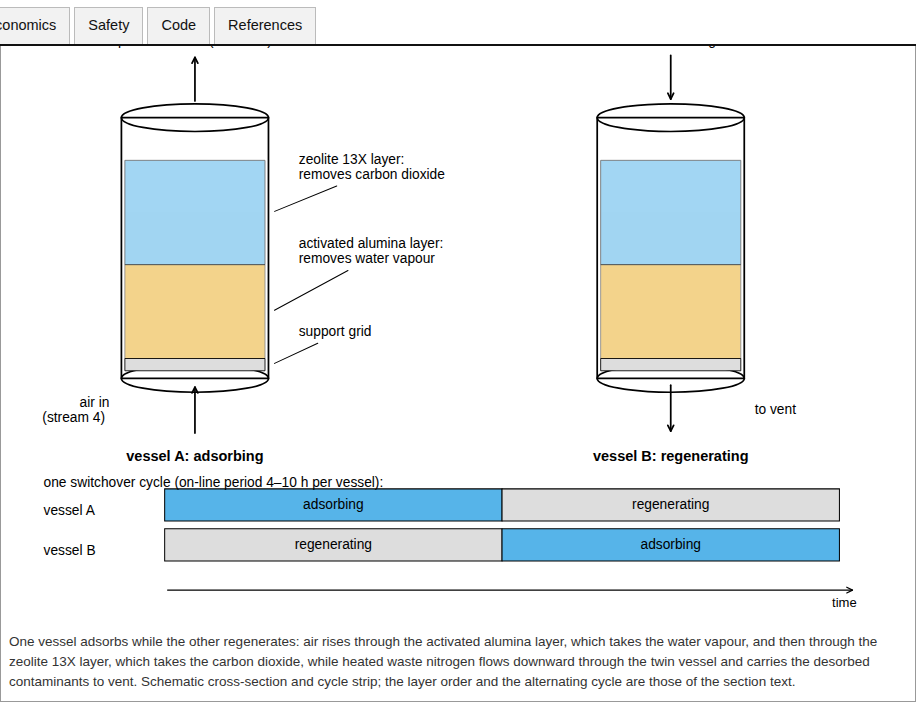 Safety
Code
References
zeolite 13X layer:
removes carbon dioxide
activated alumina layer:
removes water vapour
support grid
air in
(stream 4)
to vent
vessel A: adsorbing
vessel B: regenerating
one switchover cycle (on-line period 4–10 h per vessel):
vessel A
adsorbing
regenerating
vessel B
regenerating
adsorbing
time
One vessel adsorbs while the other regenerates: air rises through the activated alumina layer, which takes the water vapour, and then through the
zeolite 13X layer, which takes the carbon dioxide, while heated waste nitrogen flows downward through the twin vessel and carries the desorbed
contaminants to vent. Schematic cross-section and cycle strip; the layer order and the alternating cycle are those of the section text.